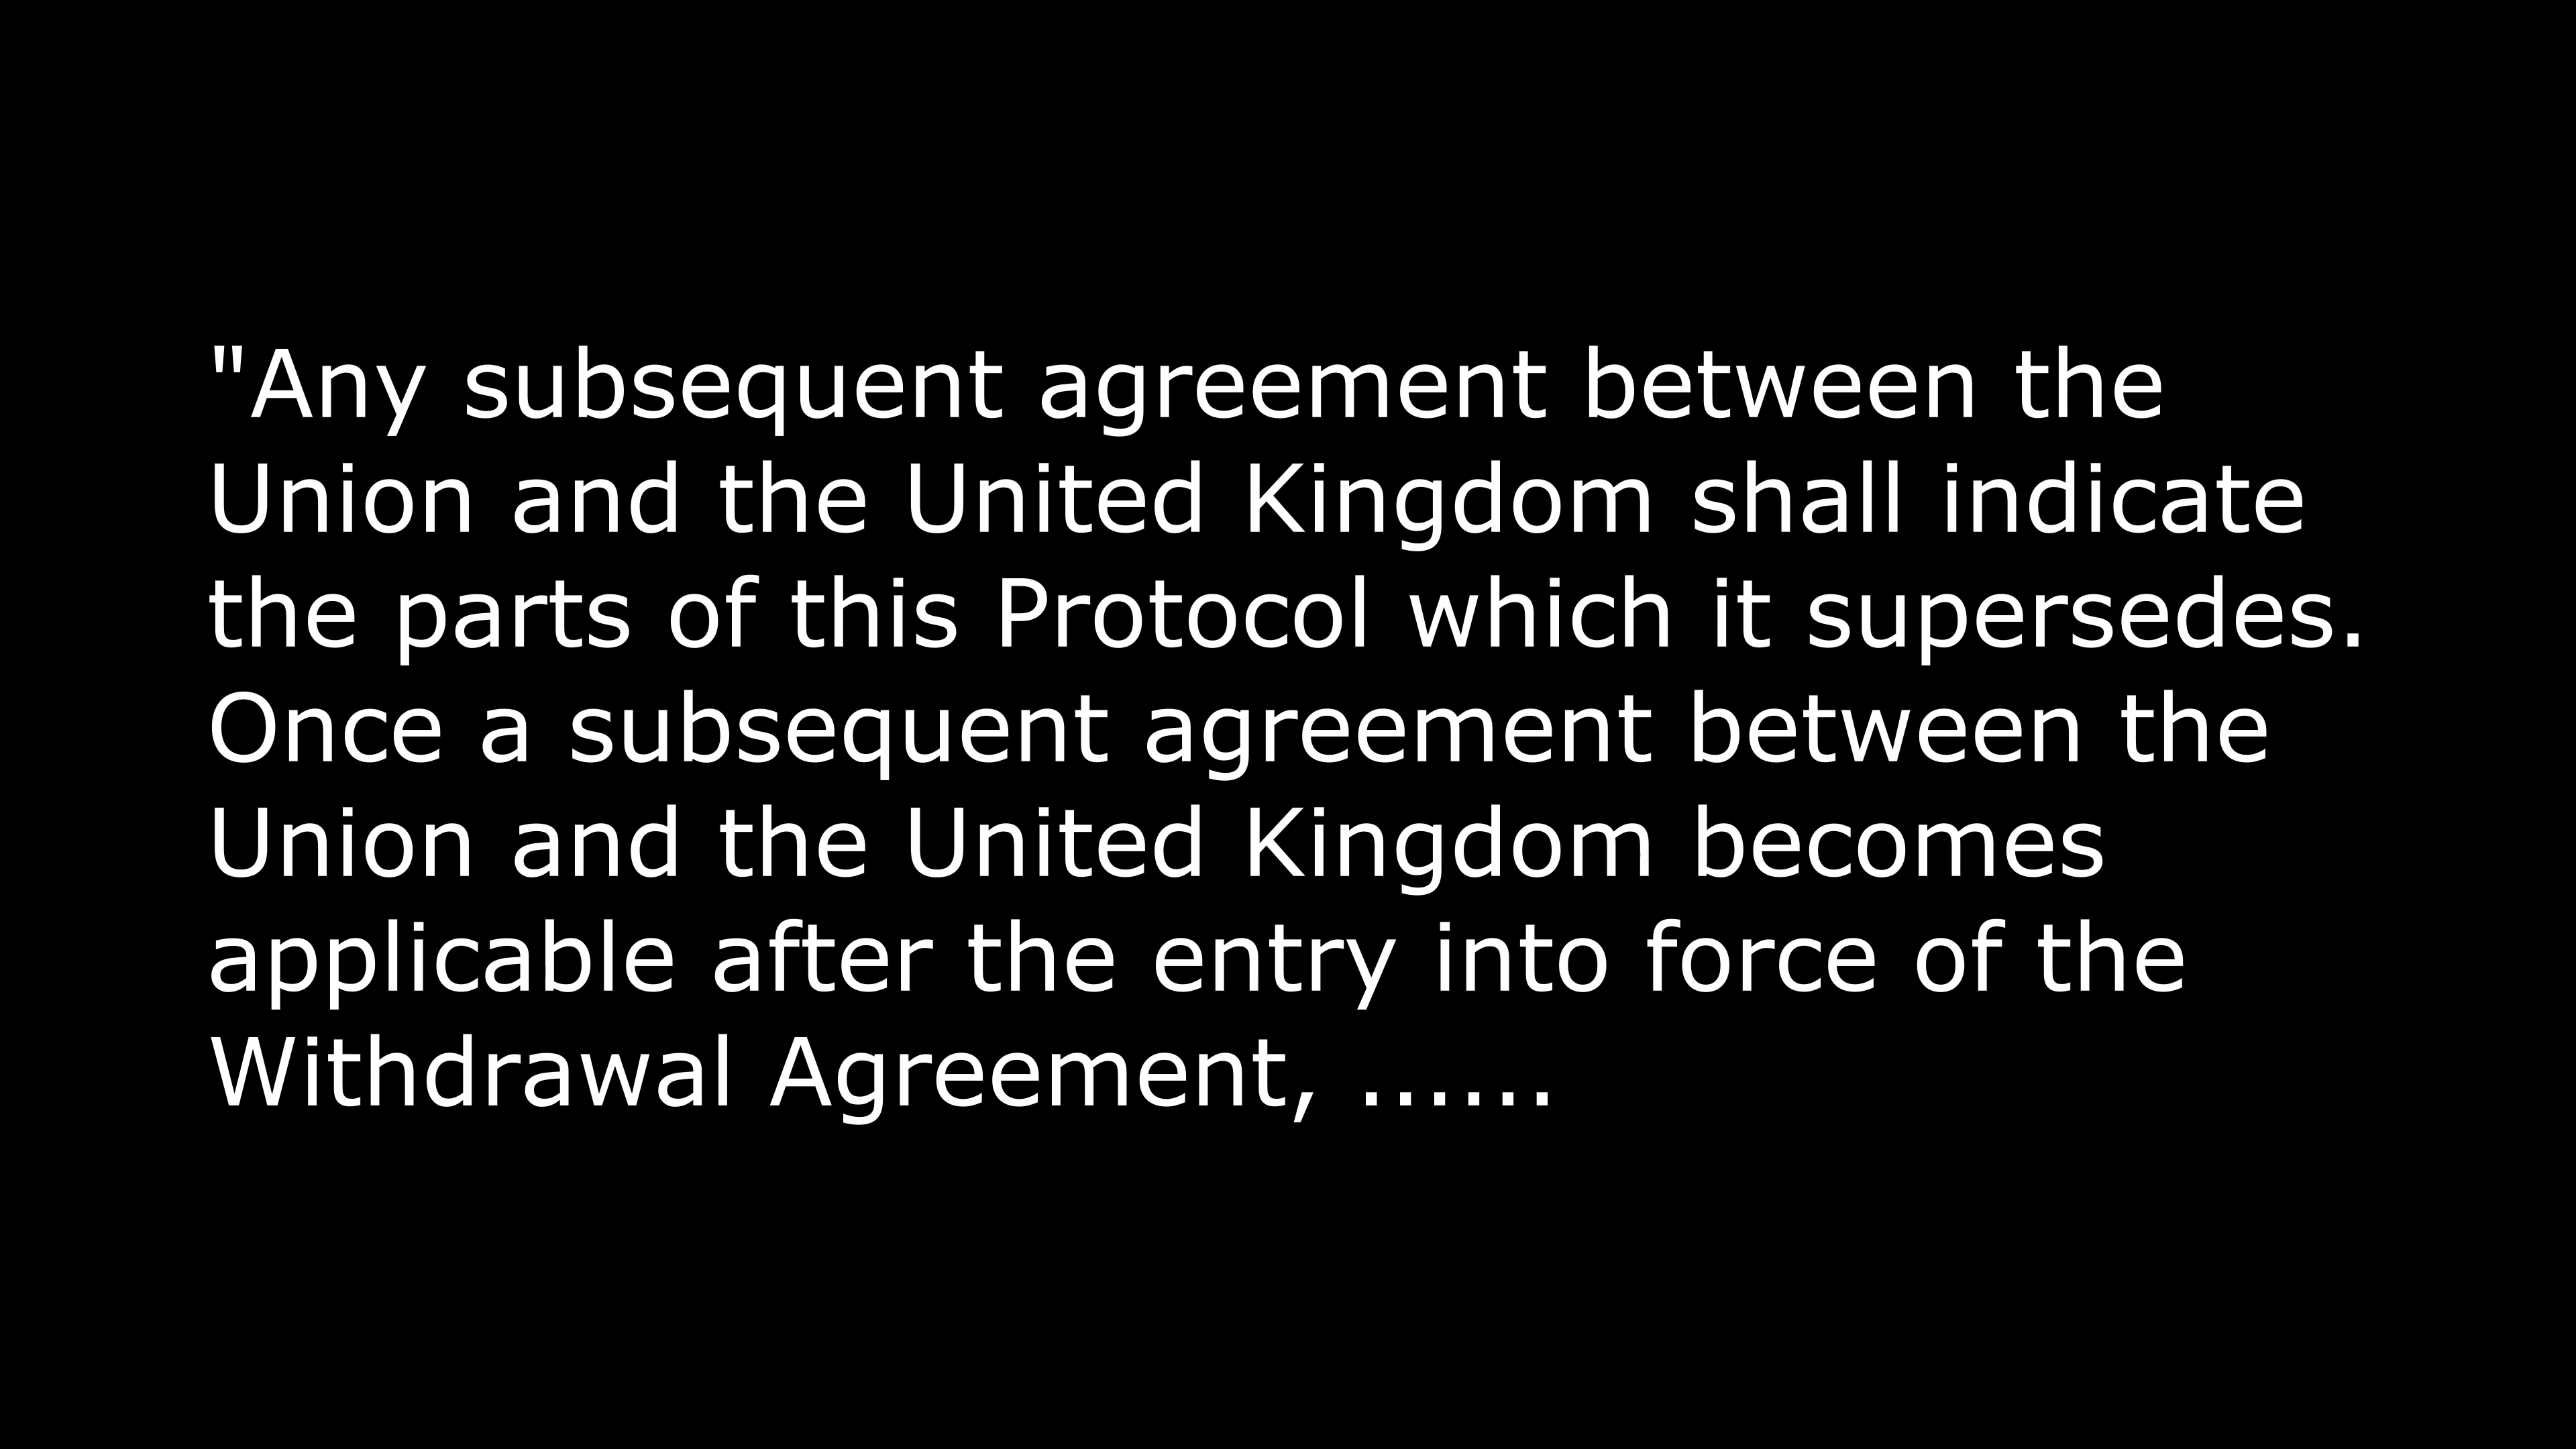 "Any subsequent agreement between the
Union and the United Kingdom shall indicate
the parts of this Protocol which it supersedes.
Once a subsequent agreement between the
Union and the United Kingdom becomes
applicable after the entry into force of the
Withdrawal Agreement, ......